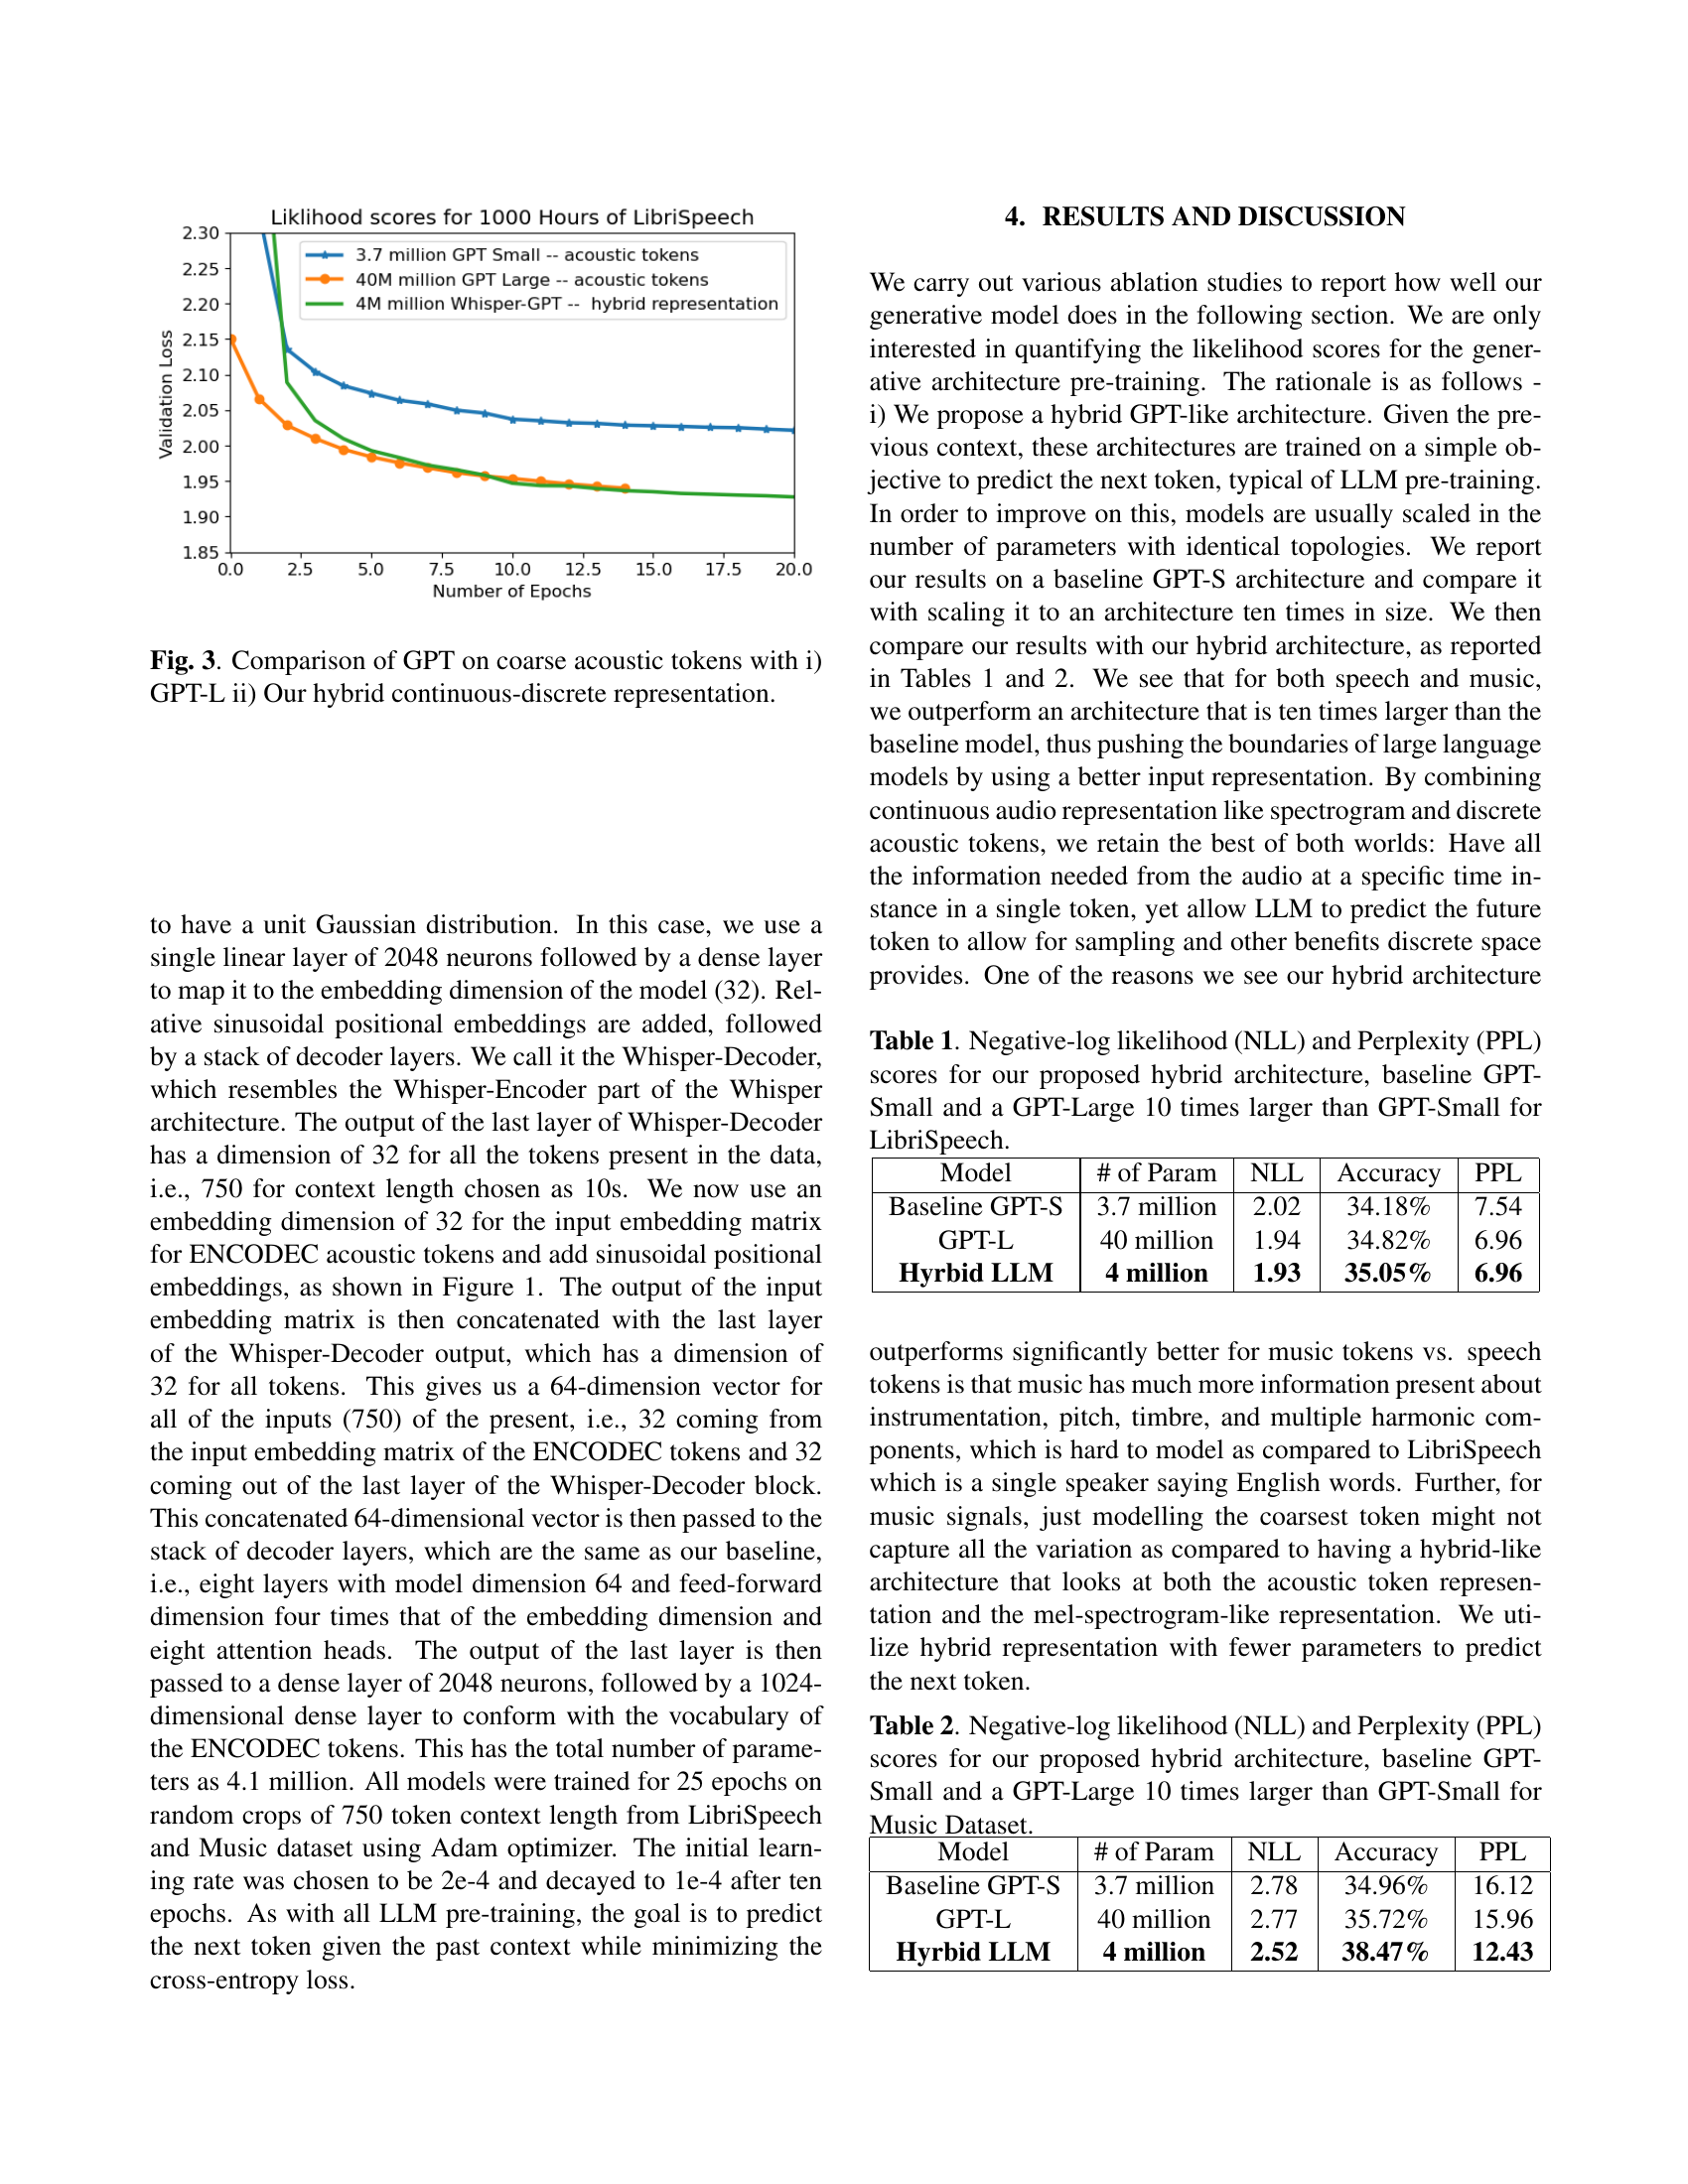 Liklihood scores for 1000 Hours of LibriSpeech
2.30
2.25
2.20
2.15
2.10
2.05
2.00
1.95
1.90
1.85
Validation Loss
3.7 million GPT Small -- acoustic tokens
40M million GPT Large -- acoustic tokens
4M million Whisper-GPT -- hybrid representation
0.0 2.5 5.0 7.5 10.0 12.5 15.0 17.5 20.0
Number of Epochs
Fig. 3. Comparison of GPT on coarse acoustic tokens with i)
GPT-L ii) Our hybrid continuous-discrete representation.
to have a unit Gaussian distribution. In this case, we use a
single linear layer of 2048 neurons followed by a dense layer
to map it to the embedding dimension of the model (32). Rel-
ative sinusoidal positional embeddings are added, followed
by a stack of decoder layers. We call it the Whisper-Decoder,
which resembles the Whisper-Encoder part of the Whisper
architecture. The output of the last layer of Whisper-Decoder
has a dimension of 32 for all the tokens present in the data,
i.e., 750 for context length chosen as 10s. We now use an
embedding dimension of 32 for the input embedding matrix
for ENCODEC acoustic tokens and add sinusoidal positional
embeddings, as shown in Figure 1. The output of the input
embedding matrix is then concatenated with the last layer
of the Whisper-Decoder output, which has a dimension of
32 for all tokens. This gives us a 64-dimension vector for
all of the inputs (750) of the present, i.e., 32 coming from
the input embedding matrix of the ENCODEC tokens and 32
coming out of the last layer of the Whisper-Decoder block.
This concatenated 64-dimensional vector is then passed to the
stack of decoder layers, which are the same as our baseline,
i.e., eight layers with model dimension 64 and feed-forward
dimension four times that of the embedding dimension and
eight attention heads. The output of the last layer is then
passed to a dense layer of 2048 neurons, followed by a 1024-
dimensional dense layer to conform with the vocabulary of
the ENCODEC tokens. This has the total number of parame-
ters as 4.1 million. All models were trained for 25 epochs on
random crops of 750 token context length from LibriSpeech
and Music dataset using Adam optimizer. The initial learn-
ing rate was chosen to be 2e-4 and decayed to 1e-4 after ten
epochs. As with all LLM pre-training, the goal is to predict
the next token given the past context while minimizing the
cross-entropy loss.
4. RESULTS AND DISCUSSION
We carry out various ablation studies to report how well our
generative model does in the following section. We are only
interested in quantifying the likelihood scores for the gener-
ative architecture pre-training. The rationale is as follows -
i) We propose a hybrid GPT-like architecture. Given the pre-
vious context, these architectures are trained on a simple ob-
jective to predict the next token, typical of LLM pre-training.
In order to improve on this, models are usually scaled in the
number of parameters with identical topologies. We report
our results on a baseline GPT-S architecture and compare it
with scaling it to an architecture ten times in size. We then
compare our results with our hybrid architecture, as reported
in Tables 1 and 2. We see that for both speech and music,
we outperform an architecture that is ten times larger than the
baseline model, thus pushing the boundaries of large language
models by using a better input representation. By combining
continuous audio representation like spectrogram and discrete
acoustic tokens, we retain the best of both worlds: Have all
the information needed from the audio at a specific time in-
stance in a single token, yet allow LLM to predict the future
token to allow for sampling and other benefits discrete space
provides. One of the reasons we see our hybrid architecture
Table 1. Negative-log likelihood (NLL) and Perplexity (PPL)
scores for our proposed hybrid architecture, baseline GPT-
Small and a GPT-Large 10 times larger than GPT-Small for
LibriSpeech.
Model # of Param NLL Accuracy PPL
Baseline GPT-S 3.7 million 2.02 34.18% 7.54
GPT-L 40 million 1.94 34.82% 6.96
Hyrbid LLM 4 million 1.93 35.05% 6.96
outperforms significantly better for music tokens vs. speech
tokens is that music has much more information present about
instrumentation, pitch, timbre, and multiple harmonic com-
ponents, which is hard to model as compared to LibriSpeech
which is a single speaker saying English words. Further, for
music signals, just modelling the coarsest token might not
capture all the variation as compared to having a hybrid-like
architecture that looks at both the acoustic token represen-
tation and the mel-spectrogram-like representation. We uti-
lize hybrid representation with fewer parameters to predict
the next token.
Table 2. Negative-log likelihood (NLL) and Perplexity (PPL)
scores for our proposed hybrid architecture, baseline GPT-
Small and a GPT-Large 10 times larger than GPT-Small for
Music Dataset.
Model # of Param NLL Accuracy PPL
Baseline GPT-S 3.7 million 2.78 34.96% 16.12
GPT-L 40 million 2.77 35.72% 15.96
Hyrbid LLM 4 million 2.52 38.47% 12.43